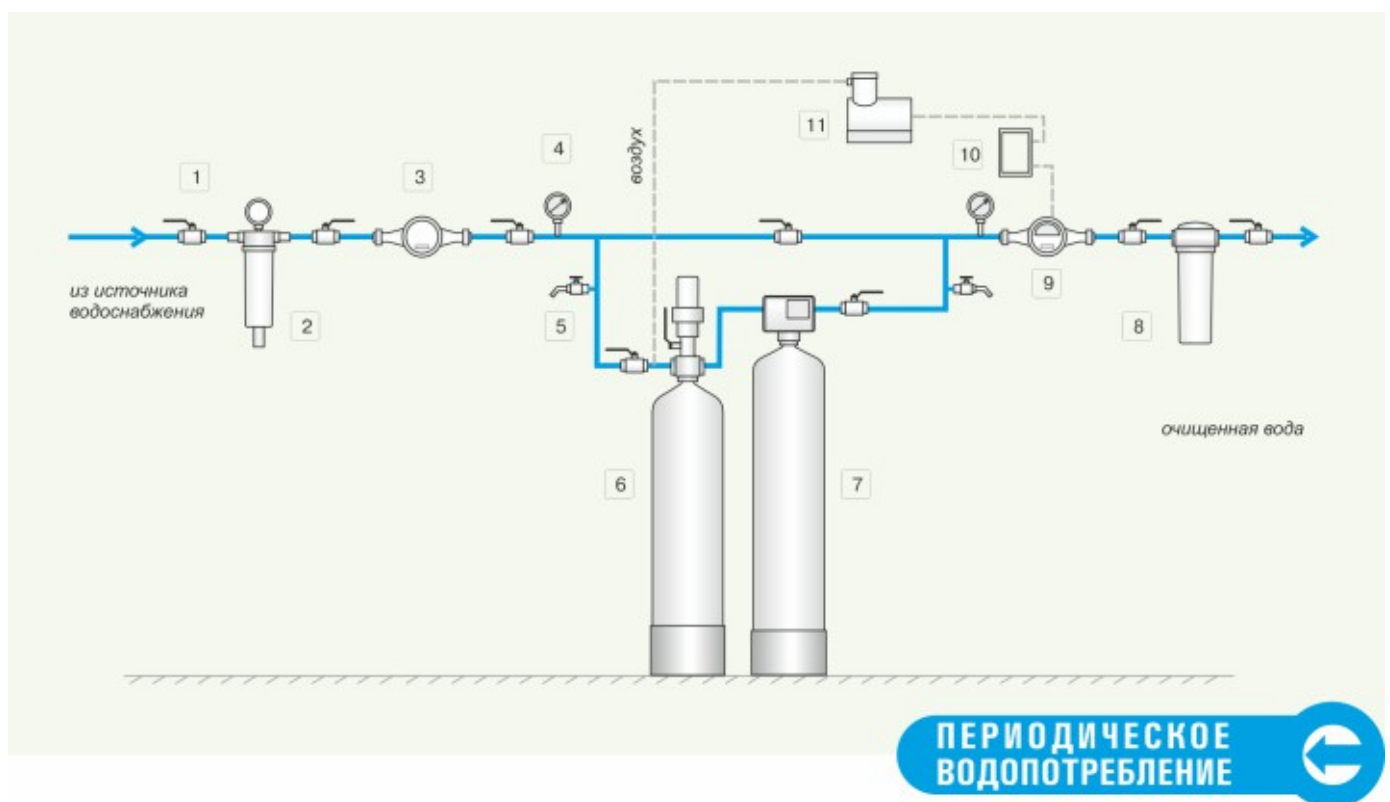 11
воздух
4
10
1
3
из источника
водоснабжения
2
5
9
8
очищенная вода
6
7
ПЕРИОДИЧЕСКОЕ
ВОДОПОТРЕБЛЕНИЕ